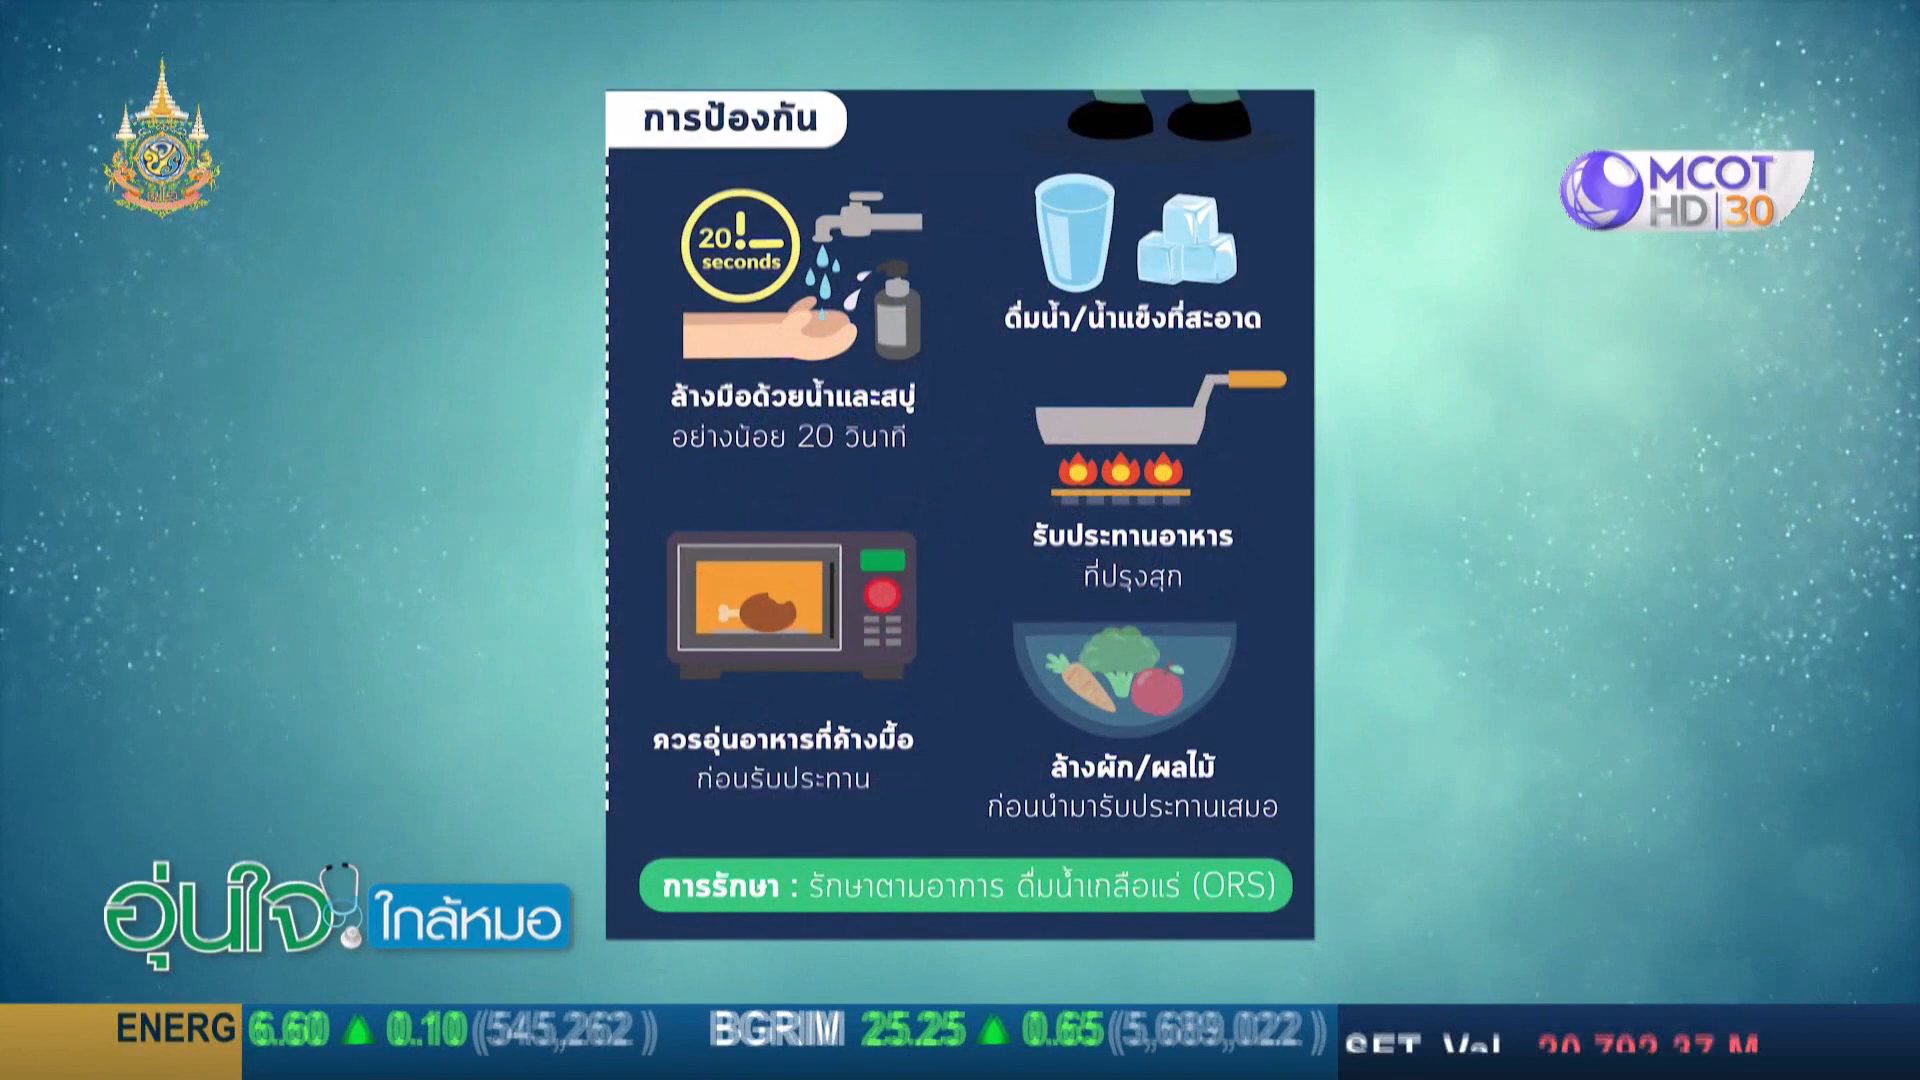 การป้องกัน
MCOT
HD 30
20
seconds
ล้างมือด้วยน้ำและสบู่
อย่างน้อย 20 วินาที
ดื่มน้ำ/น้ำแข็งที่สะอาด
รับประทานอาหาร
ที่ปรุงสุก
ควรอุ่นอาหารที่ค้างมื้อ
ก่อนรับประทาน
ล้างผัก/ผลไม้
ก่อนนำมารับประทานเสมอ
การรักษา : รักษาตามอาการ ดื่มน้ำเกลือแร่ (ORS)
อุ่นใจ ใกล้หมอ
ENERG 6.60 ▲ 0.10 (545,262) BGRIM 25.25 ▲ 0.65 (5,689,022) SET Val